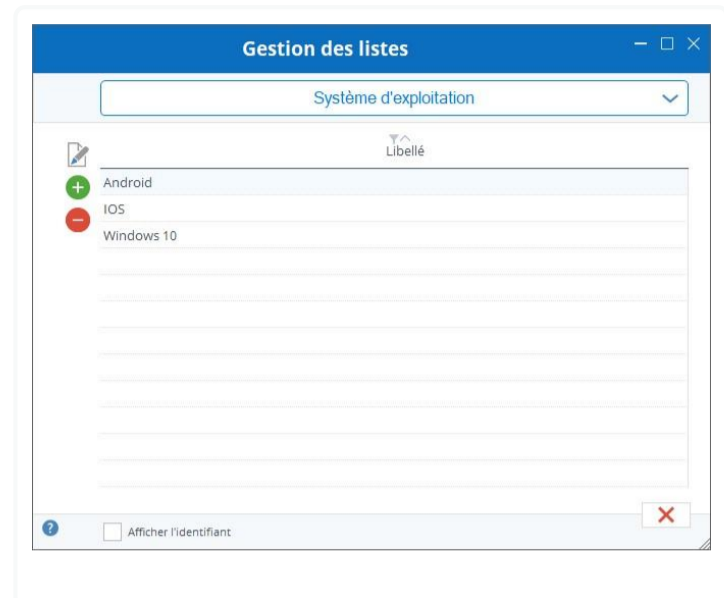 Gestion des listes
Système d'exploitation
Libellé
Android
IOS
Windows 10
Afficher l'identifiant